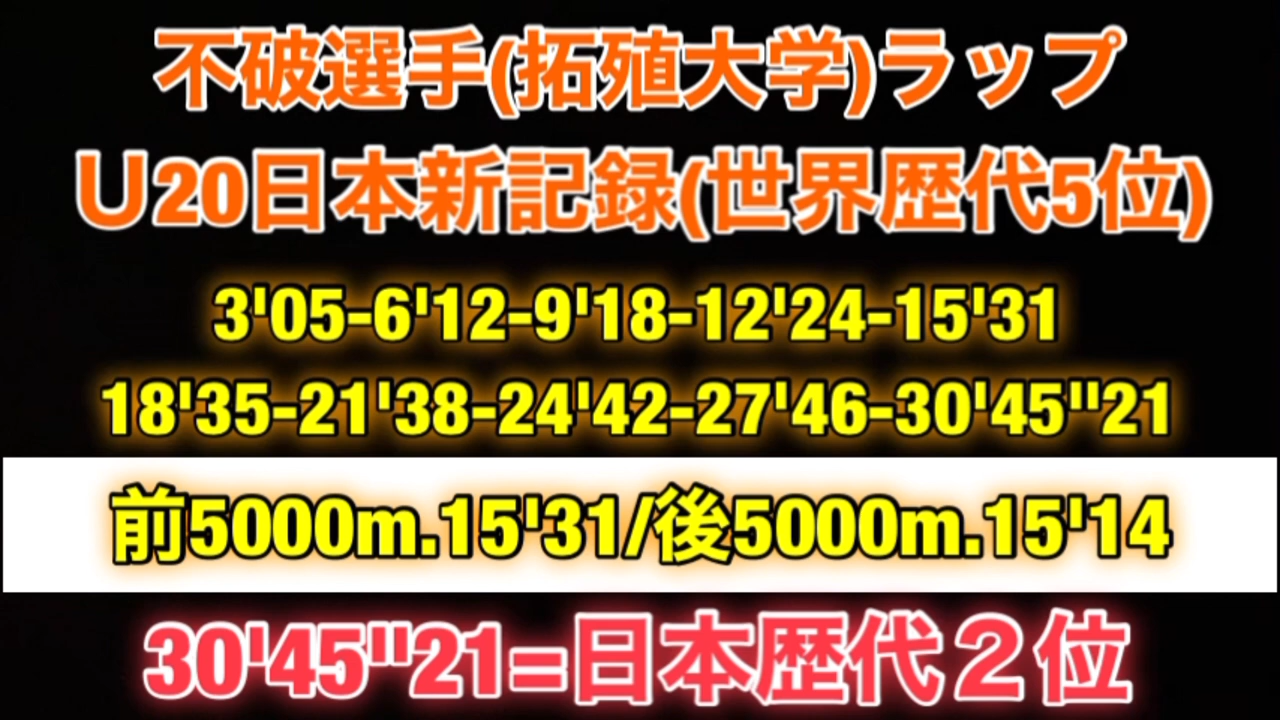 不破選手(拓殖大学)ラップ
U20日本新記録(世界歴代5位)
3'05-6'12-9'18-12'24-15'31
18'35-21'38-24'42-27'46-30'45"21
前5000m.15'31/後5000m.15'14
30'45"21=日本歴代２位